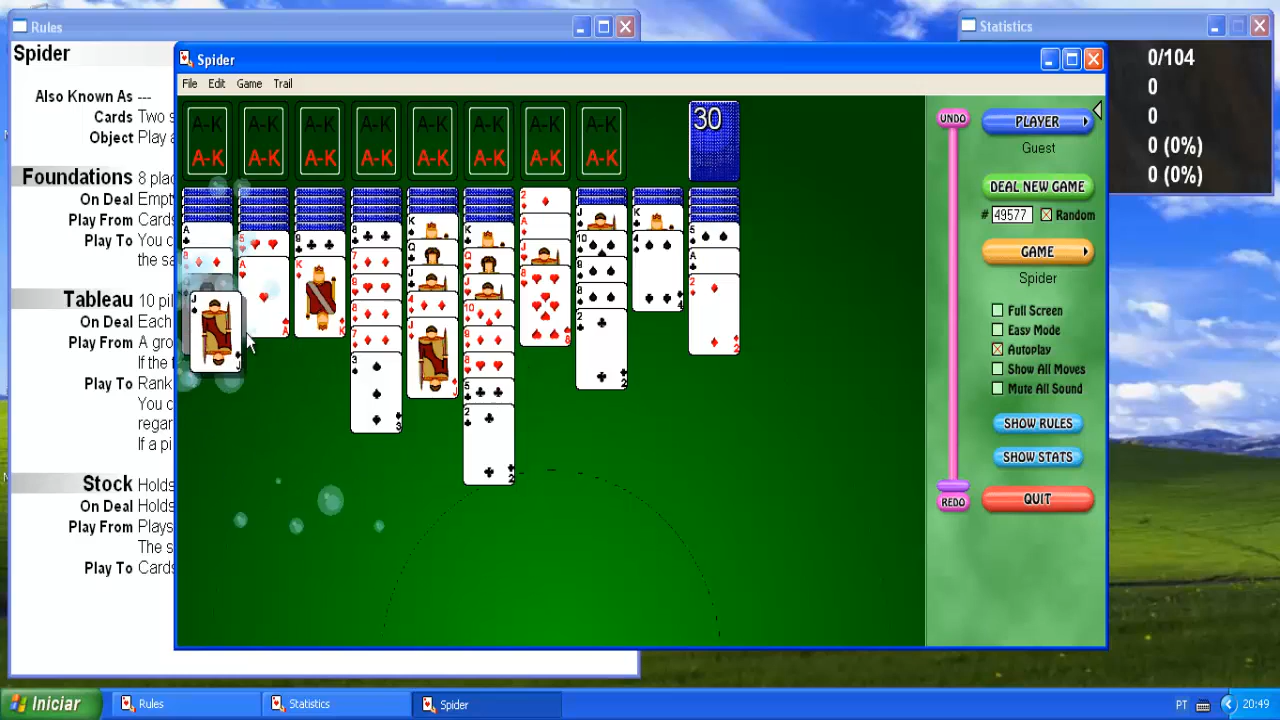 Rules
Statistics
Spider
Also Known As ---
Cards Two s
Object Play a
Foundations 8 plac
On Deal Empt
Play From Cards
Play To You c
the sa
Tableau 10 pil
On Deal Each
Play From A gro
If the f
Play To Rank
You c
regar
If a pi
Stock Holds
On Deal Holds
Play From Plays
The s
Play To Cards
Spider
File Edit Game Trail
A-K A-K A-K A-K A-K A-K A-K A-K
A-K A-K A-K A-K A-K A-K A-K A-K
30
0/104
0
0
0 (0%)
0 (0%)
UNDO
REDO
PLAYER
Guest
DEAL NEW GAME
# 49577 Random
GAME
Spider
Full Screen
Easy Mode
Autoplay
Show All Moves
Mute All Sound
SHOW RULES
SHOW STATS
QUIT
Iniciar Rules Statistics Spider PT 20:49